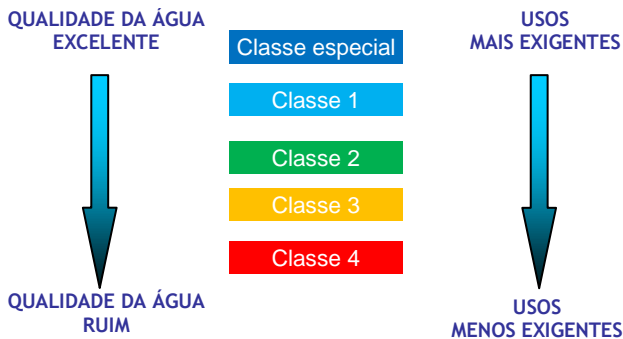 QUALIDADE DA ÁGUA
EXCELENTE
USOS
MAIS EXIGENTES
Classe especial
Classe 1
Classe 2
Classe 3
Classe 4
QUALIDADE DA ÁGUA
RUIM
USOS
MENOS EXIGENTES